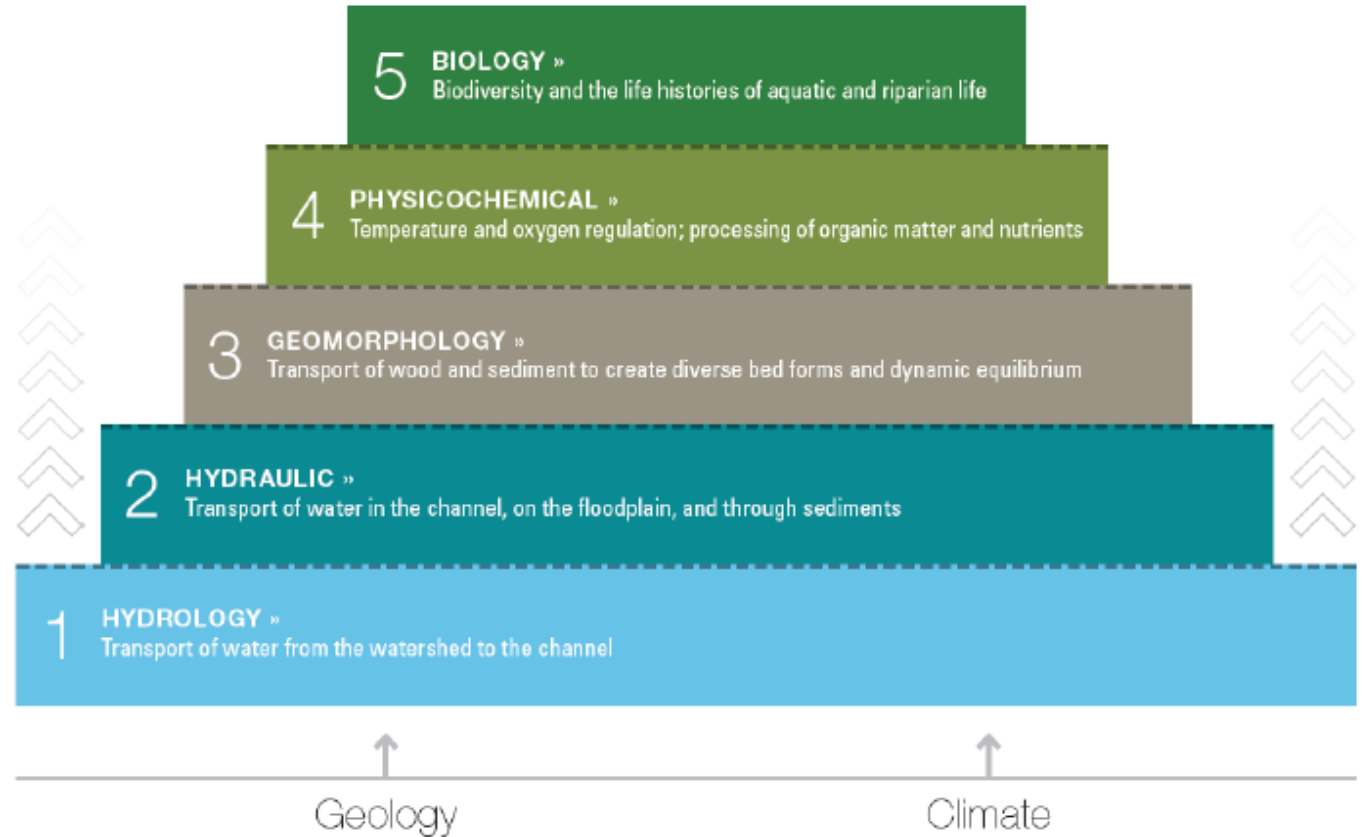 5 BIOLOGY »
Biodiversity and the life histories of aquatic and riparian life
4 PHYSICOCHEMICAL »
Temperature and oxygen regulation; processing of organic matter and nutrients
3 GEOMORPHOLOGY »
Transport of wood and sediment to create diverse bed forms and dynamic equilibrium
2 HYDRAULIC »
Transport of water in the channel, on the floodplain, and through sediments
1 HYDROLOGY »
Transport of water from the watershed to the channel
Geology Climate